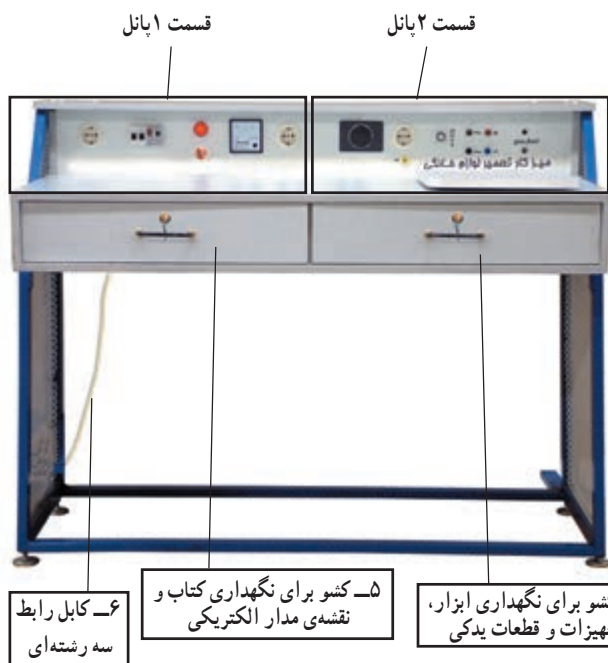 قسمت ۲ پانل
قسمت ۱ پانل
میز کار تعمیر لوازم خانگی
کشو برای نگهداری ابزار،
و قطعات یدکی
۵ــ کشو برای نگهداری کتاب و
نقشه‌ی مدار الکتریکی
۶ــ کابل رابط
سه رشته‌ای